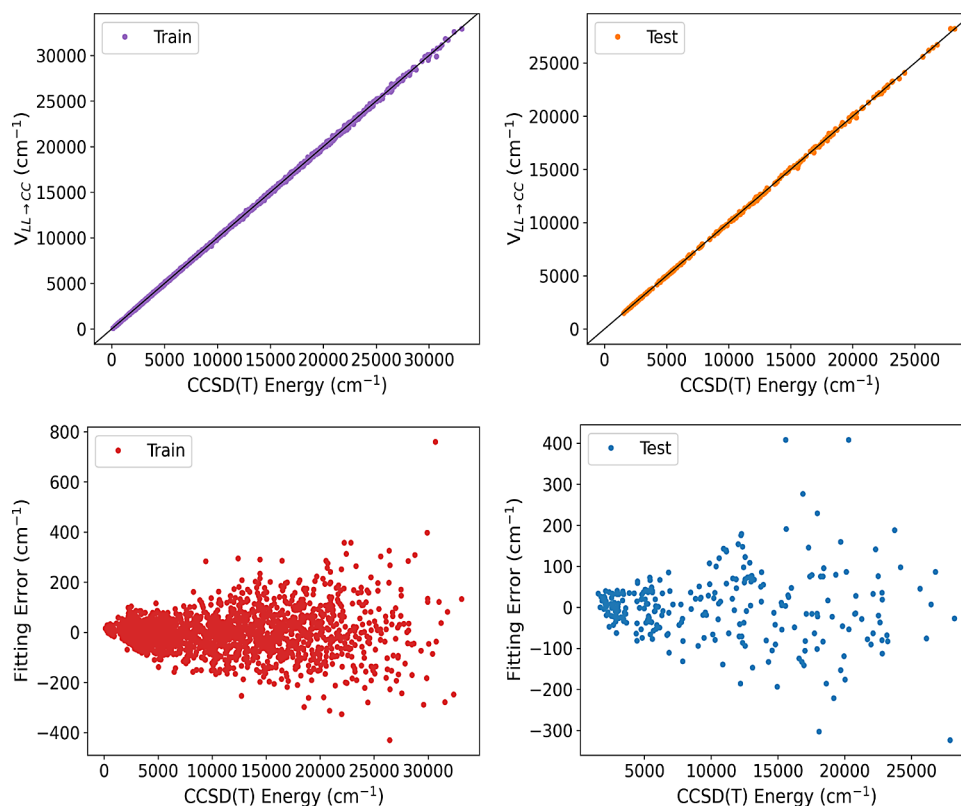 Train
30000
25000
20000
15000
10000
5000
0
V_{LL→CC} (cm⁻¹)
0 5000 10000 15000 20000 25000 30000
CCSD(T) Energy (cm⁻¹)
Test
25000
20000
15000
10000
5000
0
V_{LL→CC} (cm⁻¹)
0 5000 10000 15000 20000 25000
CCSD(T) Energy (cm⁻¹)
Train
800
600
400
200
0
−200
−400
Fitting Error (cm⁻¹)
0 5000 10000 15000 20000 25000 30000
CCSD(T) Energy (cm⁻¹)
Test
400
300
200
100
0
−100
−200
−300
Fitting Error (cm⁻¹)
5000 10000 15000 20000 25000
CCSD(T) Energy (cm⁻¹)